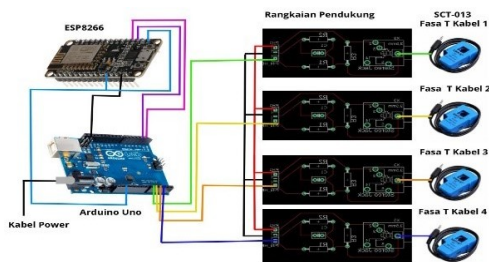 ESP8266
Rangkaian Pendukung
SCT-013
Fasa T Kabel 1
Fasa T Kabel 2
Fasa T Kabel 3
Fasa T Kabel 4
Arduino Uno
Kabel Power